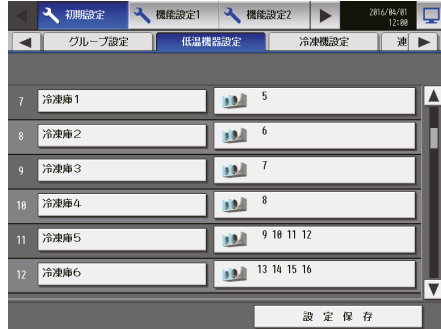 初期設定 機能設定1 機能設定2 2016/04/01
12:00
グループ設定 低温機器設定 冷凍機設定 連
7 冷凍庫1 5
8 冷凍庫2 6
9 冷凍庫3 7
10 冷凍庫4 8
11 冷凍庫5 9 10 11 12
12 冷凍庫6 13 14 15 16
設定保存